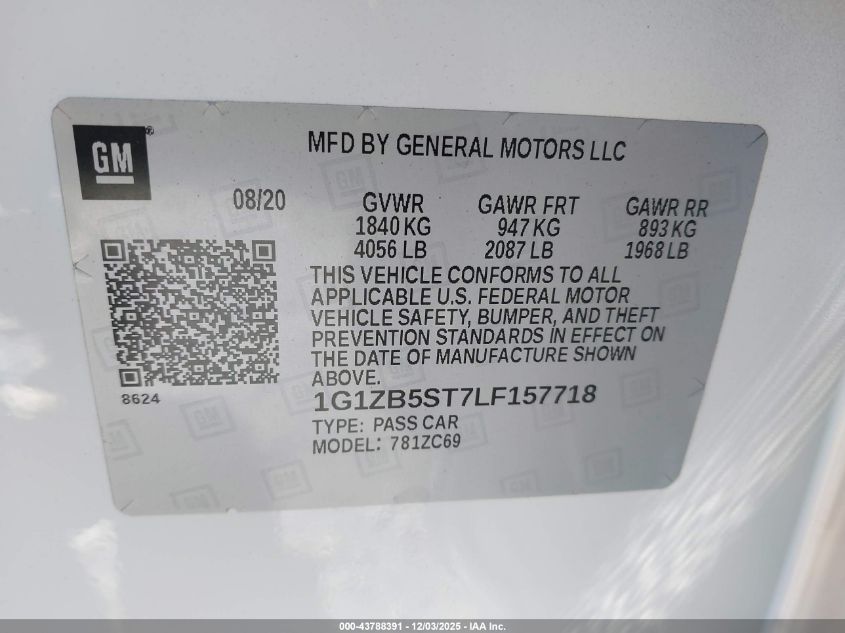 GM®
MFD BY GENERAL MOTORS LLC
08/20
GVWR GAWR FRT GAWR RR
1840 KG 947 KG 893 KG
4056 LB 2087 LB 1968 LB
THIS VEHICLE CONFORMS TO ALL
APPLICABLE U.S. FEDERAL MOTOR
VEHICLE SAFETY, BUMPER, AND THEFT
PREVENTION STANDARDS IN EFFECT ON
THE DATE OF MANUFACTURE SHOWN
ABOVE.
8624
1G1ZB5ST7LF157718
TYPE: PASS CAR
MODEL: 781ZC69
000-43788391 - 12/03/2025 - IAA Inc.